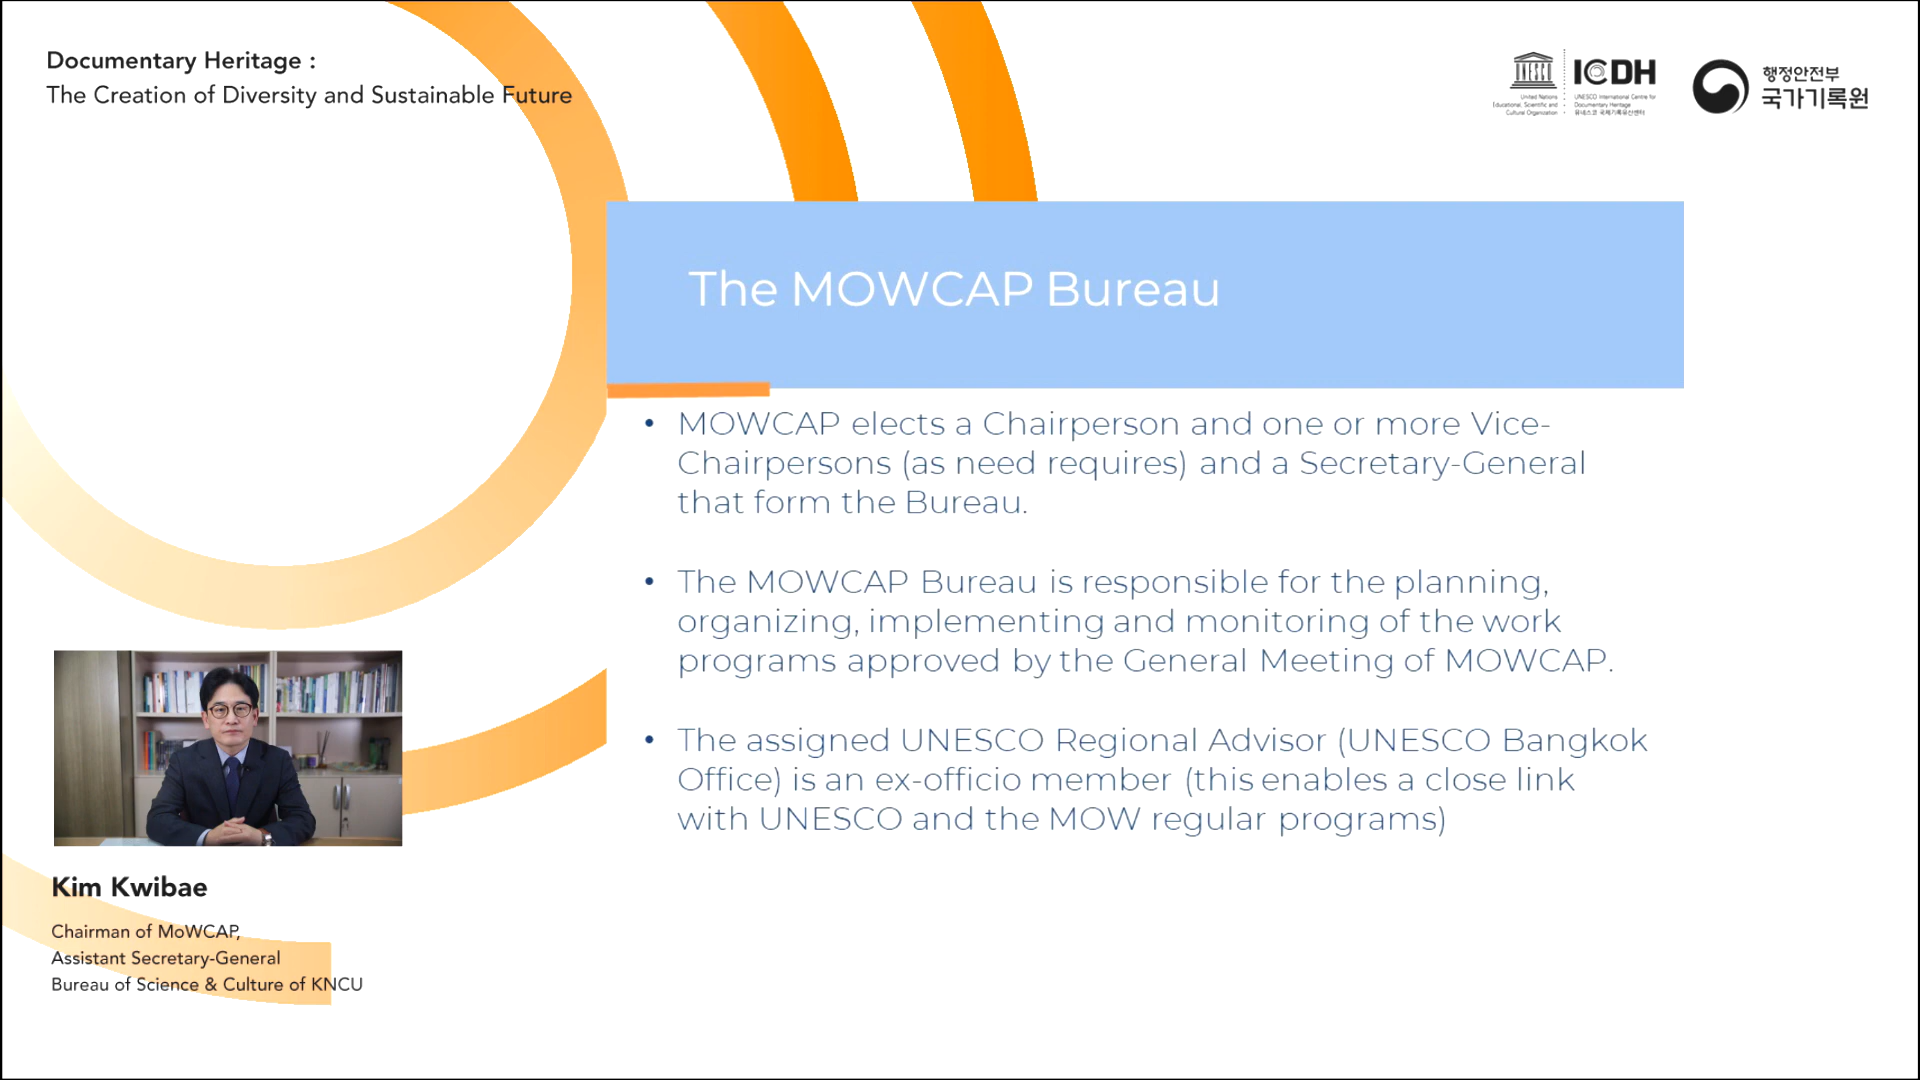 Documentary Heritage :
The Creation of Diversity and Sustainable Future
UNESCO
United Nations
Educational, Scientific and
Cultural Organization
ICDH
UNESCO International Centre for
Documentary Heritage
유네스코 국제기록유산센터
행정안전부
국가기록원
The MOWCAP Bureau
• MOWCAP elects a Chairperson and one or more Vice-
Chairpersons (as need requires) and a Secretary-General
that form the Bureau.
• The MOWCAP Bureau is responsible for the planning,
organizing, implementing and monitoring of the work
programs approved by the General Meeting of MOWCAP.
• The assigned UNESCO Regional Advisor (UNESCO Bangkok
Office) is an ex-officio member (this enables a close link
with UNESCO and the MOW regular programs)
Kim Kwibae
Chairman of MoWCAP,
Assistant Secretary-General
Bureau of Science & Culture of KNCU